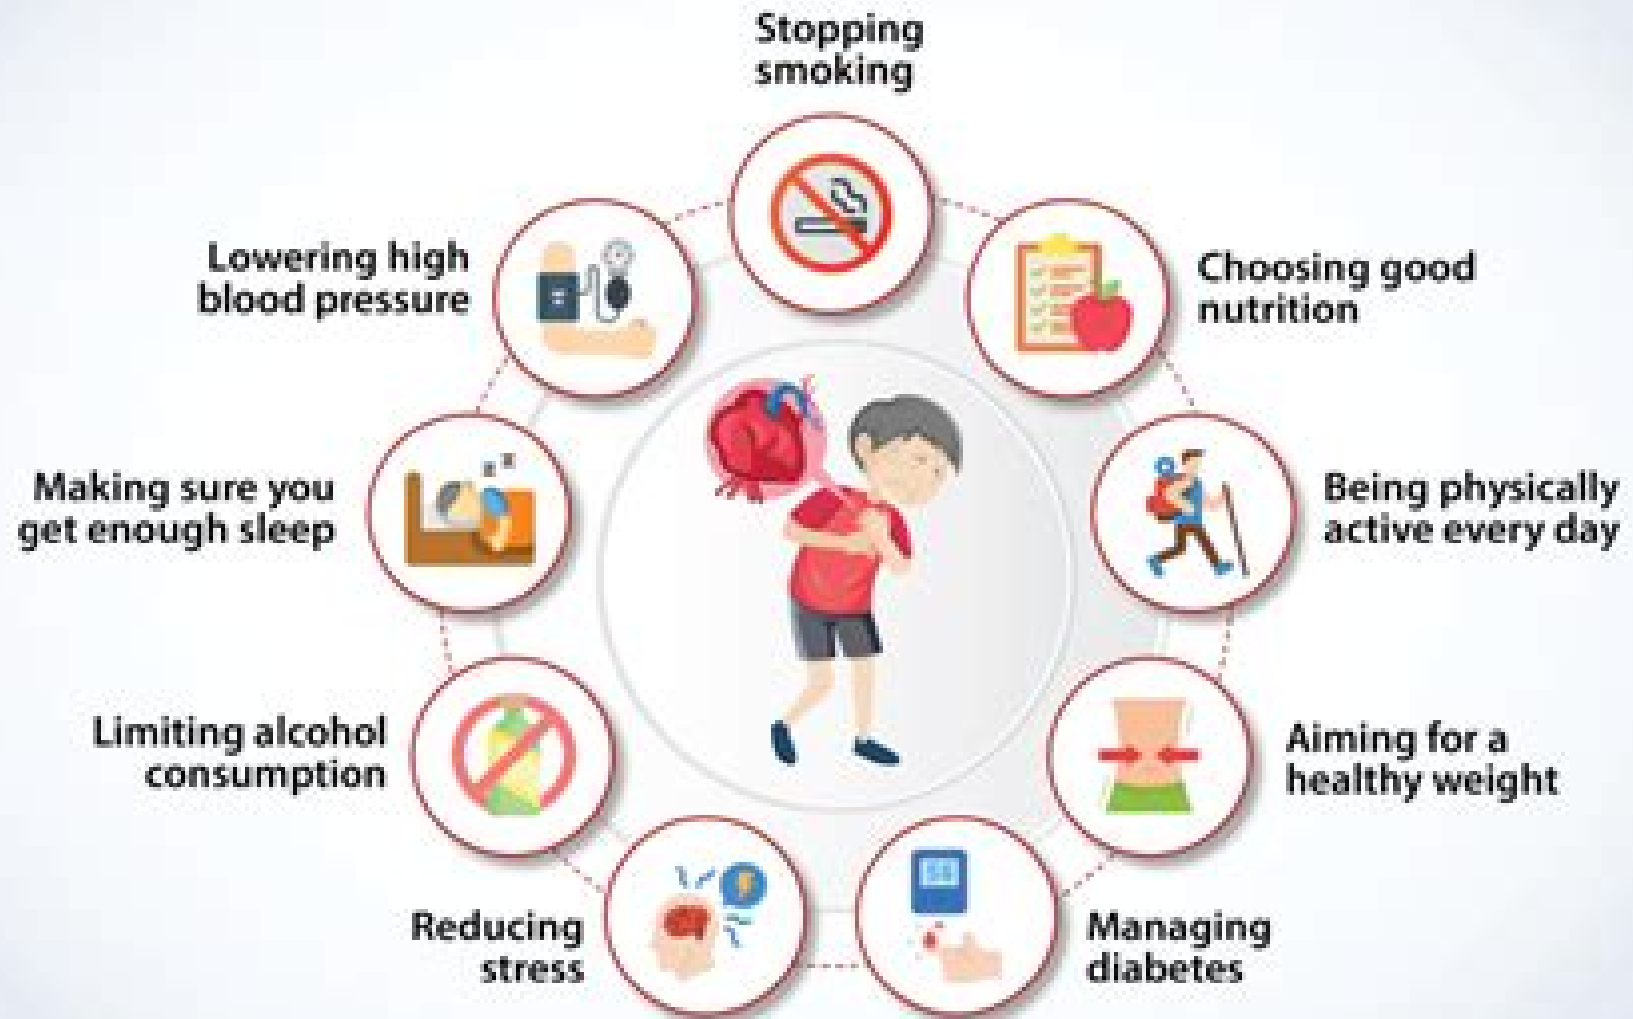 Stopping
smoking
Choosing good
nutrition
Being physically
active every day
Aiming for a
healthy weight
Managing
diabetes
Reducing
stress
Limiting alcohol
consumption
Making sure you
get enough sleep
Lowering high
blood pressure